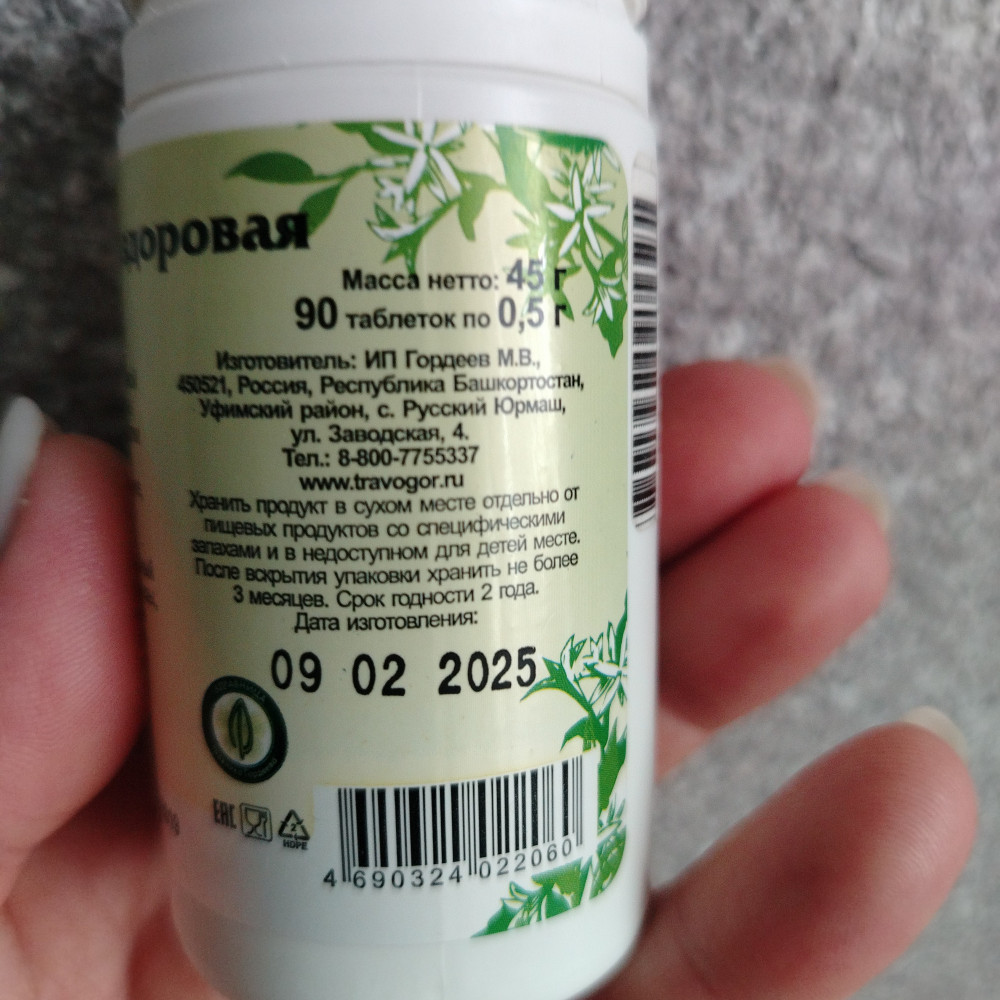 здоровая
Масса нетто: 45 г
90 таблеток по 0,5 г
Изготовитель: ИП Гордеев М.В.,
450521, Россия, Республика Башкортостан,
Уфимский район, с. Русский Юрмаш,
ул. Заводская, 4.
Тел.: 8-800-7755337
www.travogor.ru
Хранить продукт в сухом месте отдельно от
пищевых продуктов со специфическими
запахами и в недоступном для детей месте.
После вскрытия упаковки хранить не более
3 месяцев. Срок годности 2 года.
Дата изготовления:
09 02 2025
EAC
2
HDPE
4 690324 022060